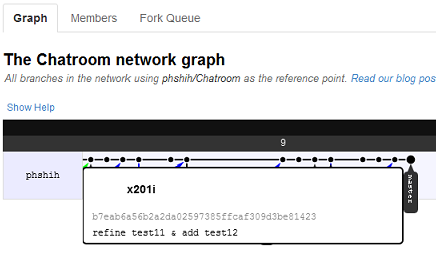 Graph Members Fork Queue
The Chatroom network graph
All branches in the network using phshih/Chatroom as the reference point. Read our blog pos
Show Help
9
phshih
master
x201i
b7eab6a56b2a2da02597385ffcaf309d3be81423
refine test11 & add test12